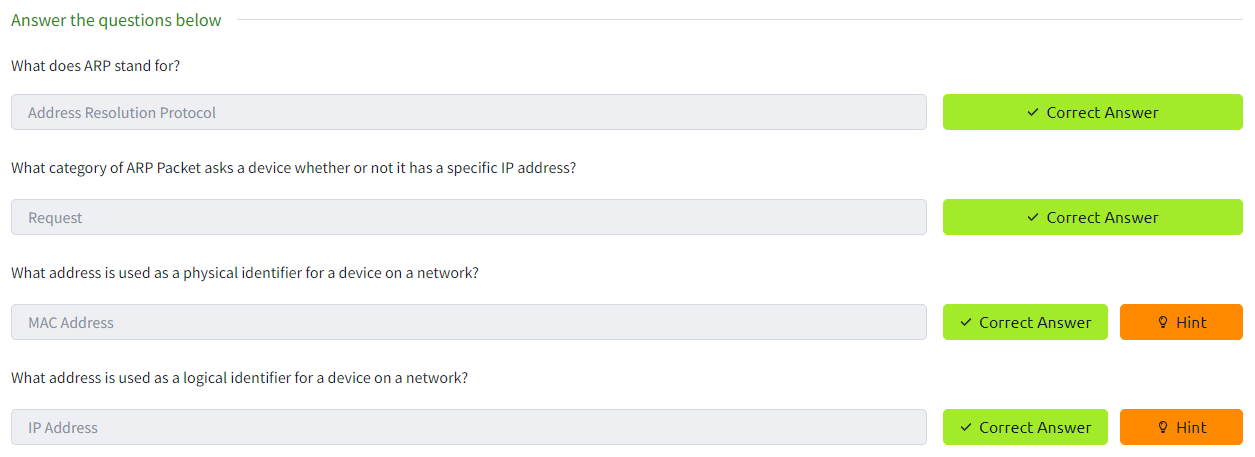 Answer the questions below
What does ARP stand for?
Address Resolution Protocol
Correct Answer
What category of ARP Packet asks a device whether or not it has a specific IP address?
Request
Correct Answer
What address is used as a physical identifier for a device on a network?
MAC Address
Correct Answer
Hint
What address is used as a logical identifier for a device on a network?
IP Address
Correct Answer
Hint